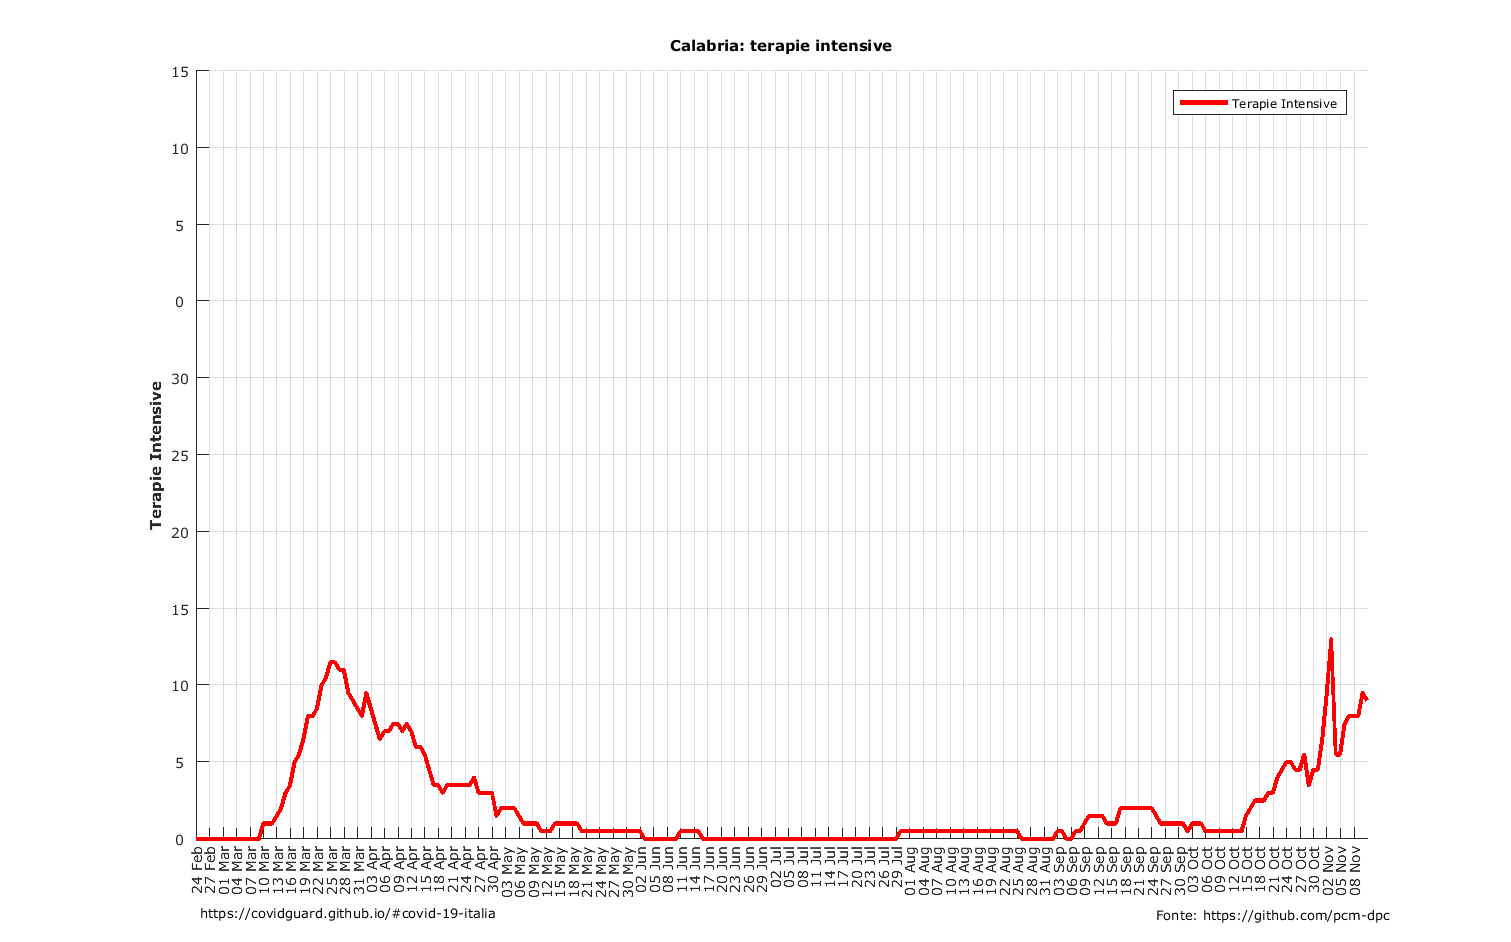 Calabria: terapie intensive
Terapie Intensive
15
10
5
0
30
25
20
15
10
5
0
Terapie Intensive
24 Feb
27 Feb
01 Mar
04 Mar
07 Mar
10 Mar
13 Mar
16 Mar
19 Mar
22 Mar
25 Mar
28 Mar
31 Mar
03 Apr
06 Apr
09 Apr
12 Apr
15 Apr
18 Apr
21 Apr
24 Apr
27 Apr
30 Apr
03 May
06 May
09 May
12 May
15 May
18 May
21 May
24 May
27 May
30 May
02 Jun
05 Jun
08 Jun
11 Jun
14 Jun
17 Jun
20 Jun
23 Jun
26 Jun
29 Jun
02 Jul
05 Jul
08 Jul
11 Jul
14 Jul
17 Jul
20 Jul
23 Jul
26 Jul
29 Jul
01 Aug
04 Aug
07 Aug
10 Aug
13 Aug
16 Aug
19 Aug
22 Aug
25 Aug
28 Aug
31 Aug
03 Sep
06 Sep
09 Sep
12 Sep
15 Sep
18 Sep
21 Sep
24 Sep
27 Sep
30 Sep
03 Oct
06 Oct
09 Oct
12 Oct
15 Oct
18 Oct
21 Oct
24 Oct
27 Oct
30 Oct
02 Nov
05 Nov
08 Nov
https://covidguard.github.io/#covid-19-italia
Fonte: https://github.com/pcm-dpc